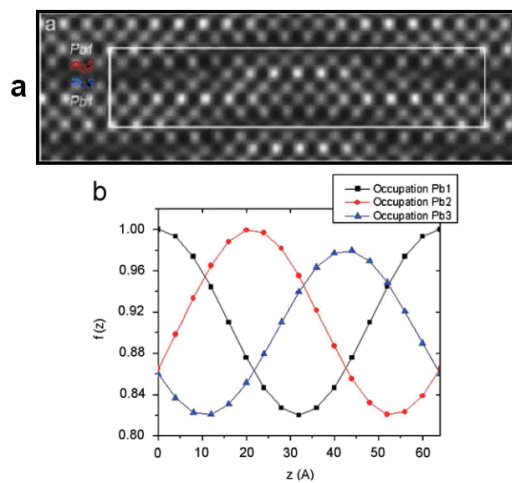 a
a
Pb1
Pb1
b
Occupation Pb1
Occupation Pb2
Occupation Pb3
1.00
0.96
0.92
0.88
0.84
0.80
f (z)
0 10 20 30 40 50 60
z (A)